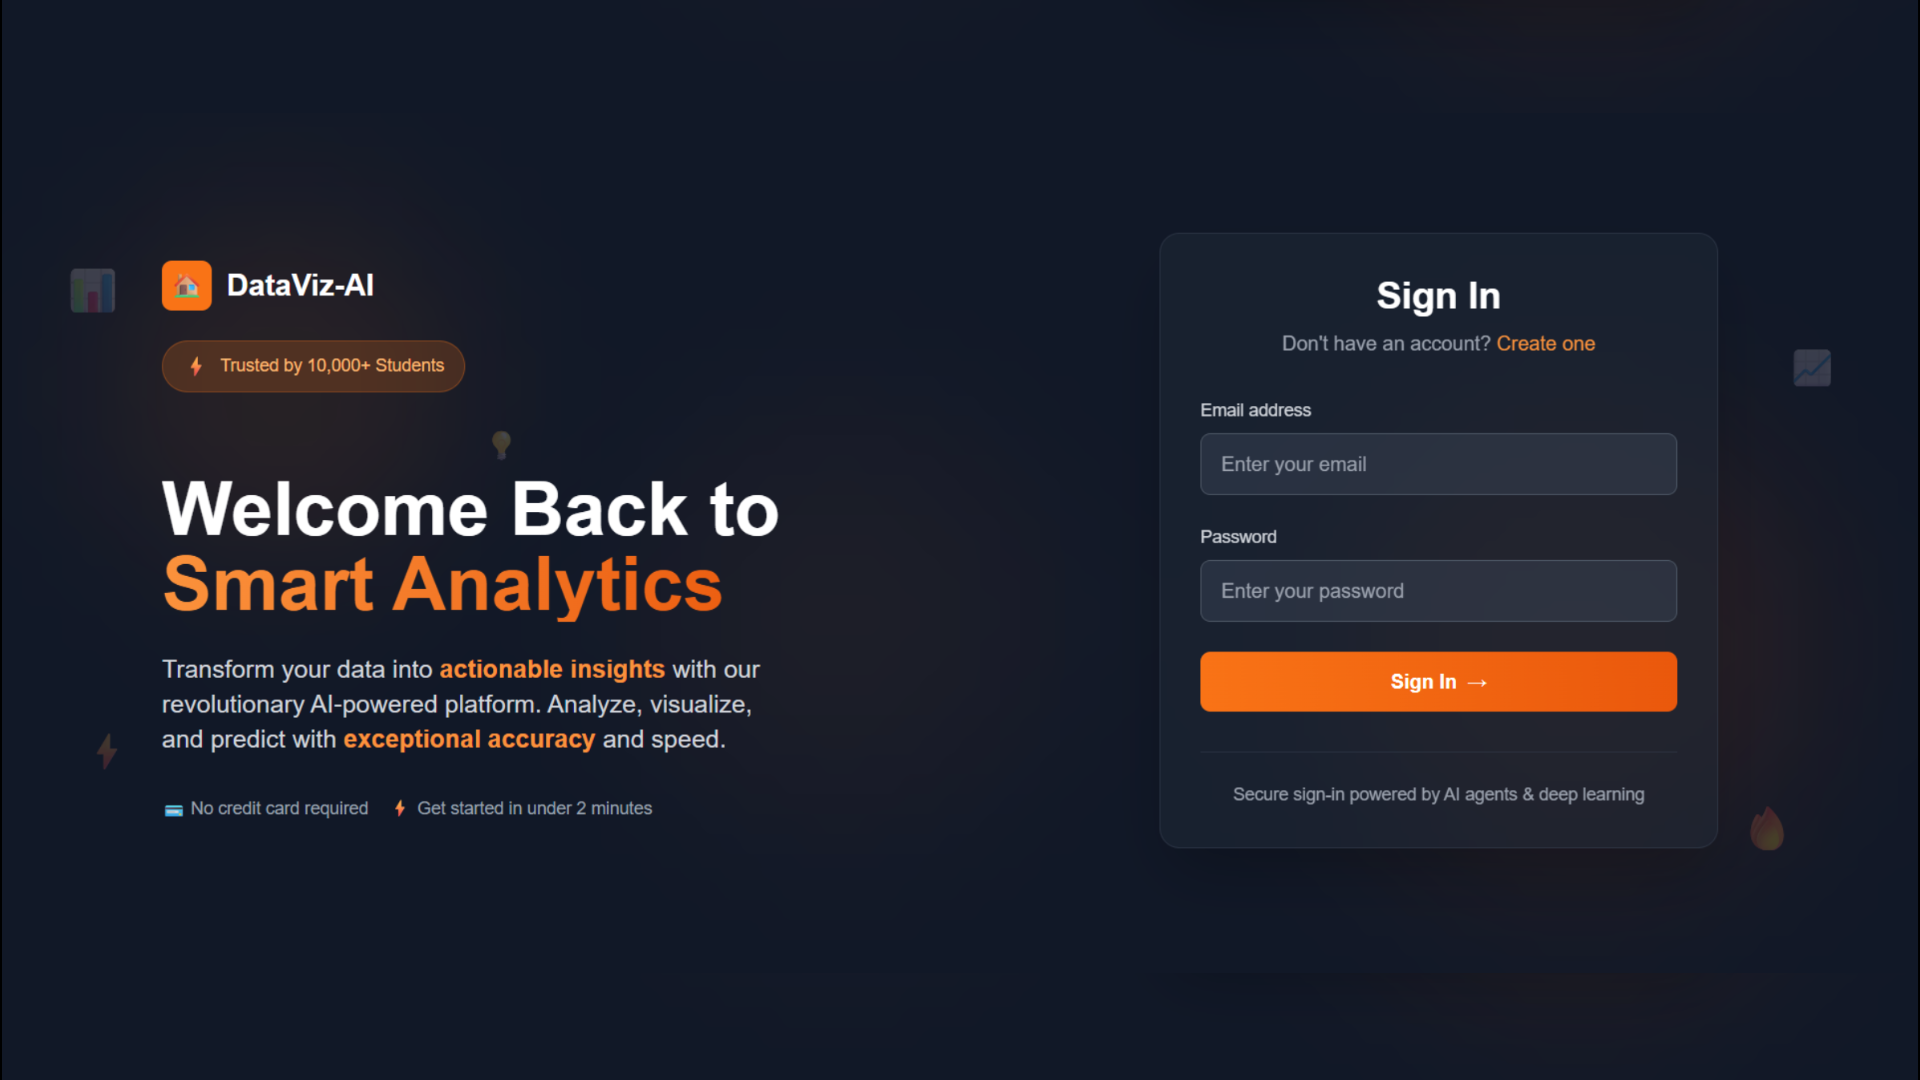 DataViz-AI
Trusted by 10,000+ Students
Welcome Back to
Smart Analytics
Transform your data into actionable insights with our
revolutionary AI-powered platform. Analyze, visualize,
and predict with exceptional accuracy and speed.
No credit card required
Get started in under 2 minutes
Sign In
Don't have an account? Create one
Email address
Enter your email
Password
Enter your password
Sign In →
Secure sign-in powered by AI agents & deep learning